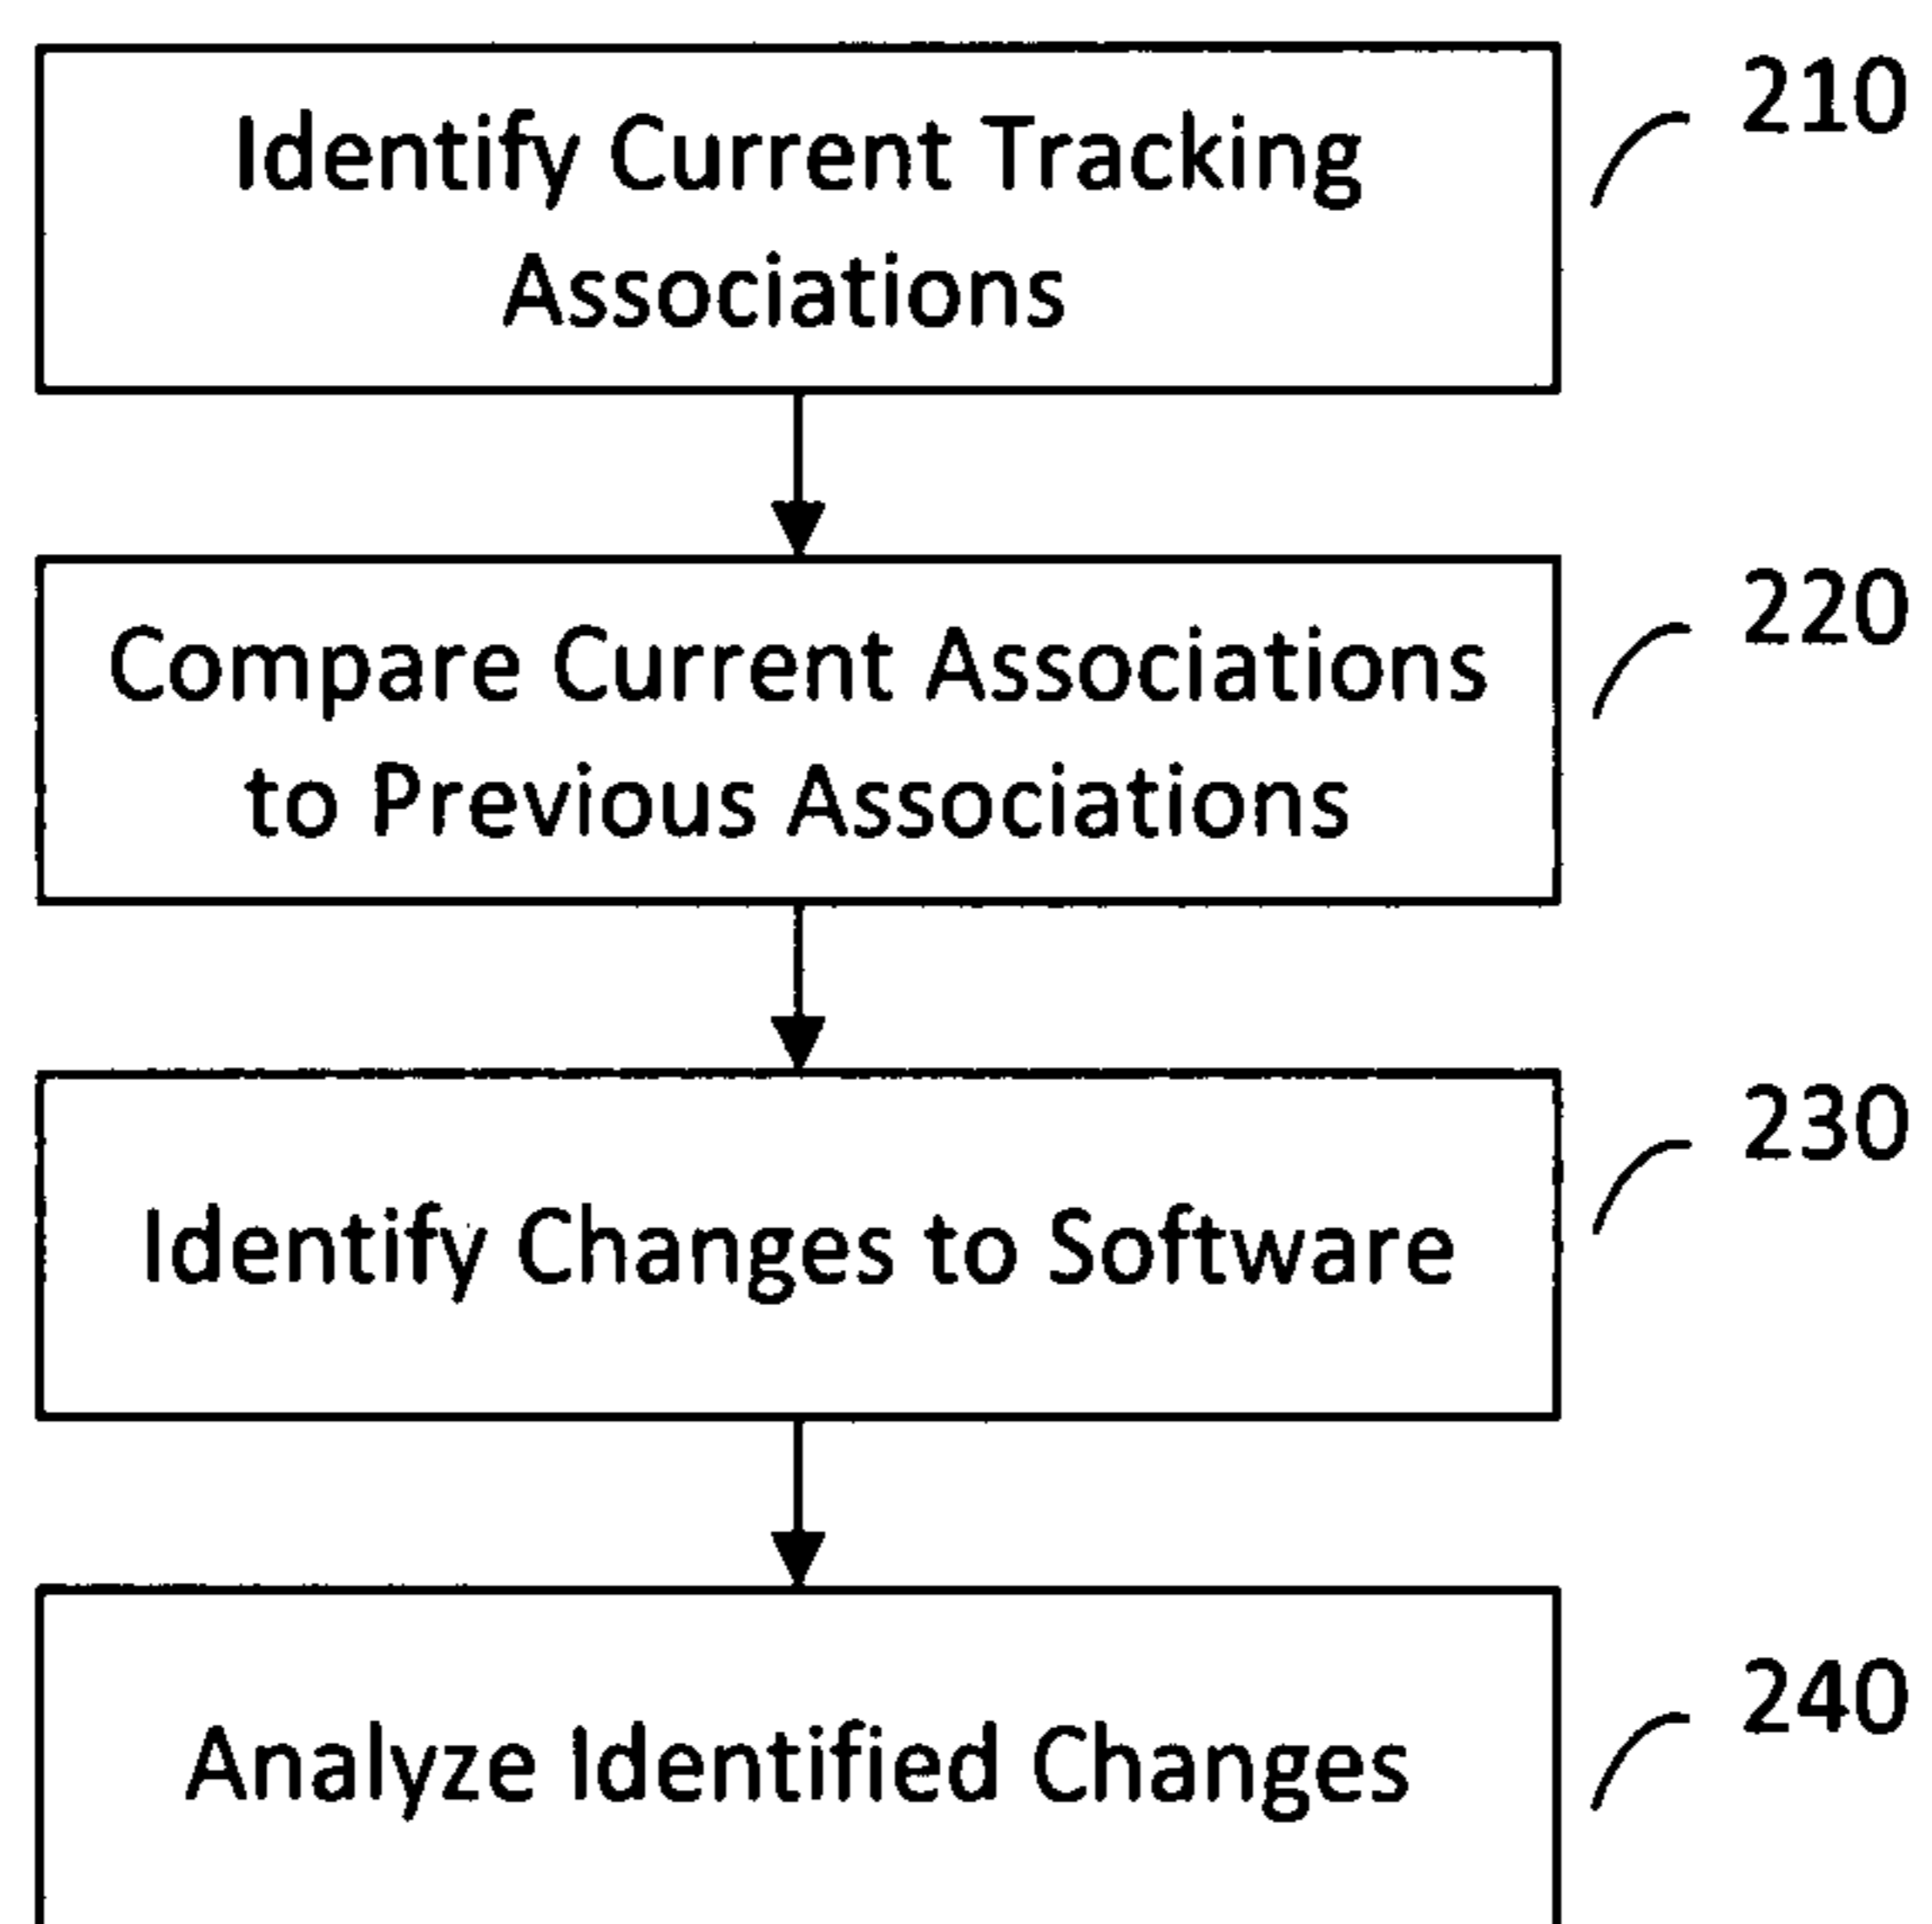 Identify Current Tracking
Associations
210
Compare Current Associations
to Previous Associations
220
Identify Changes to Software
230
Analyze Identified Changes
240